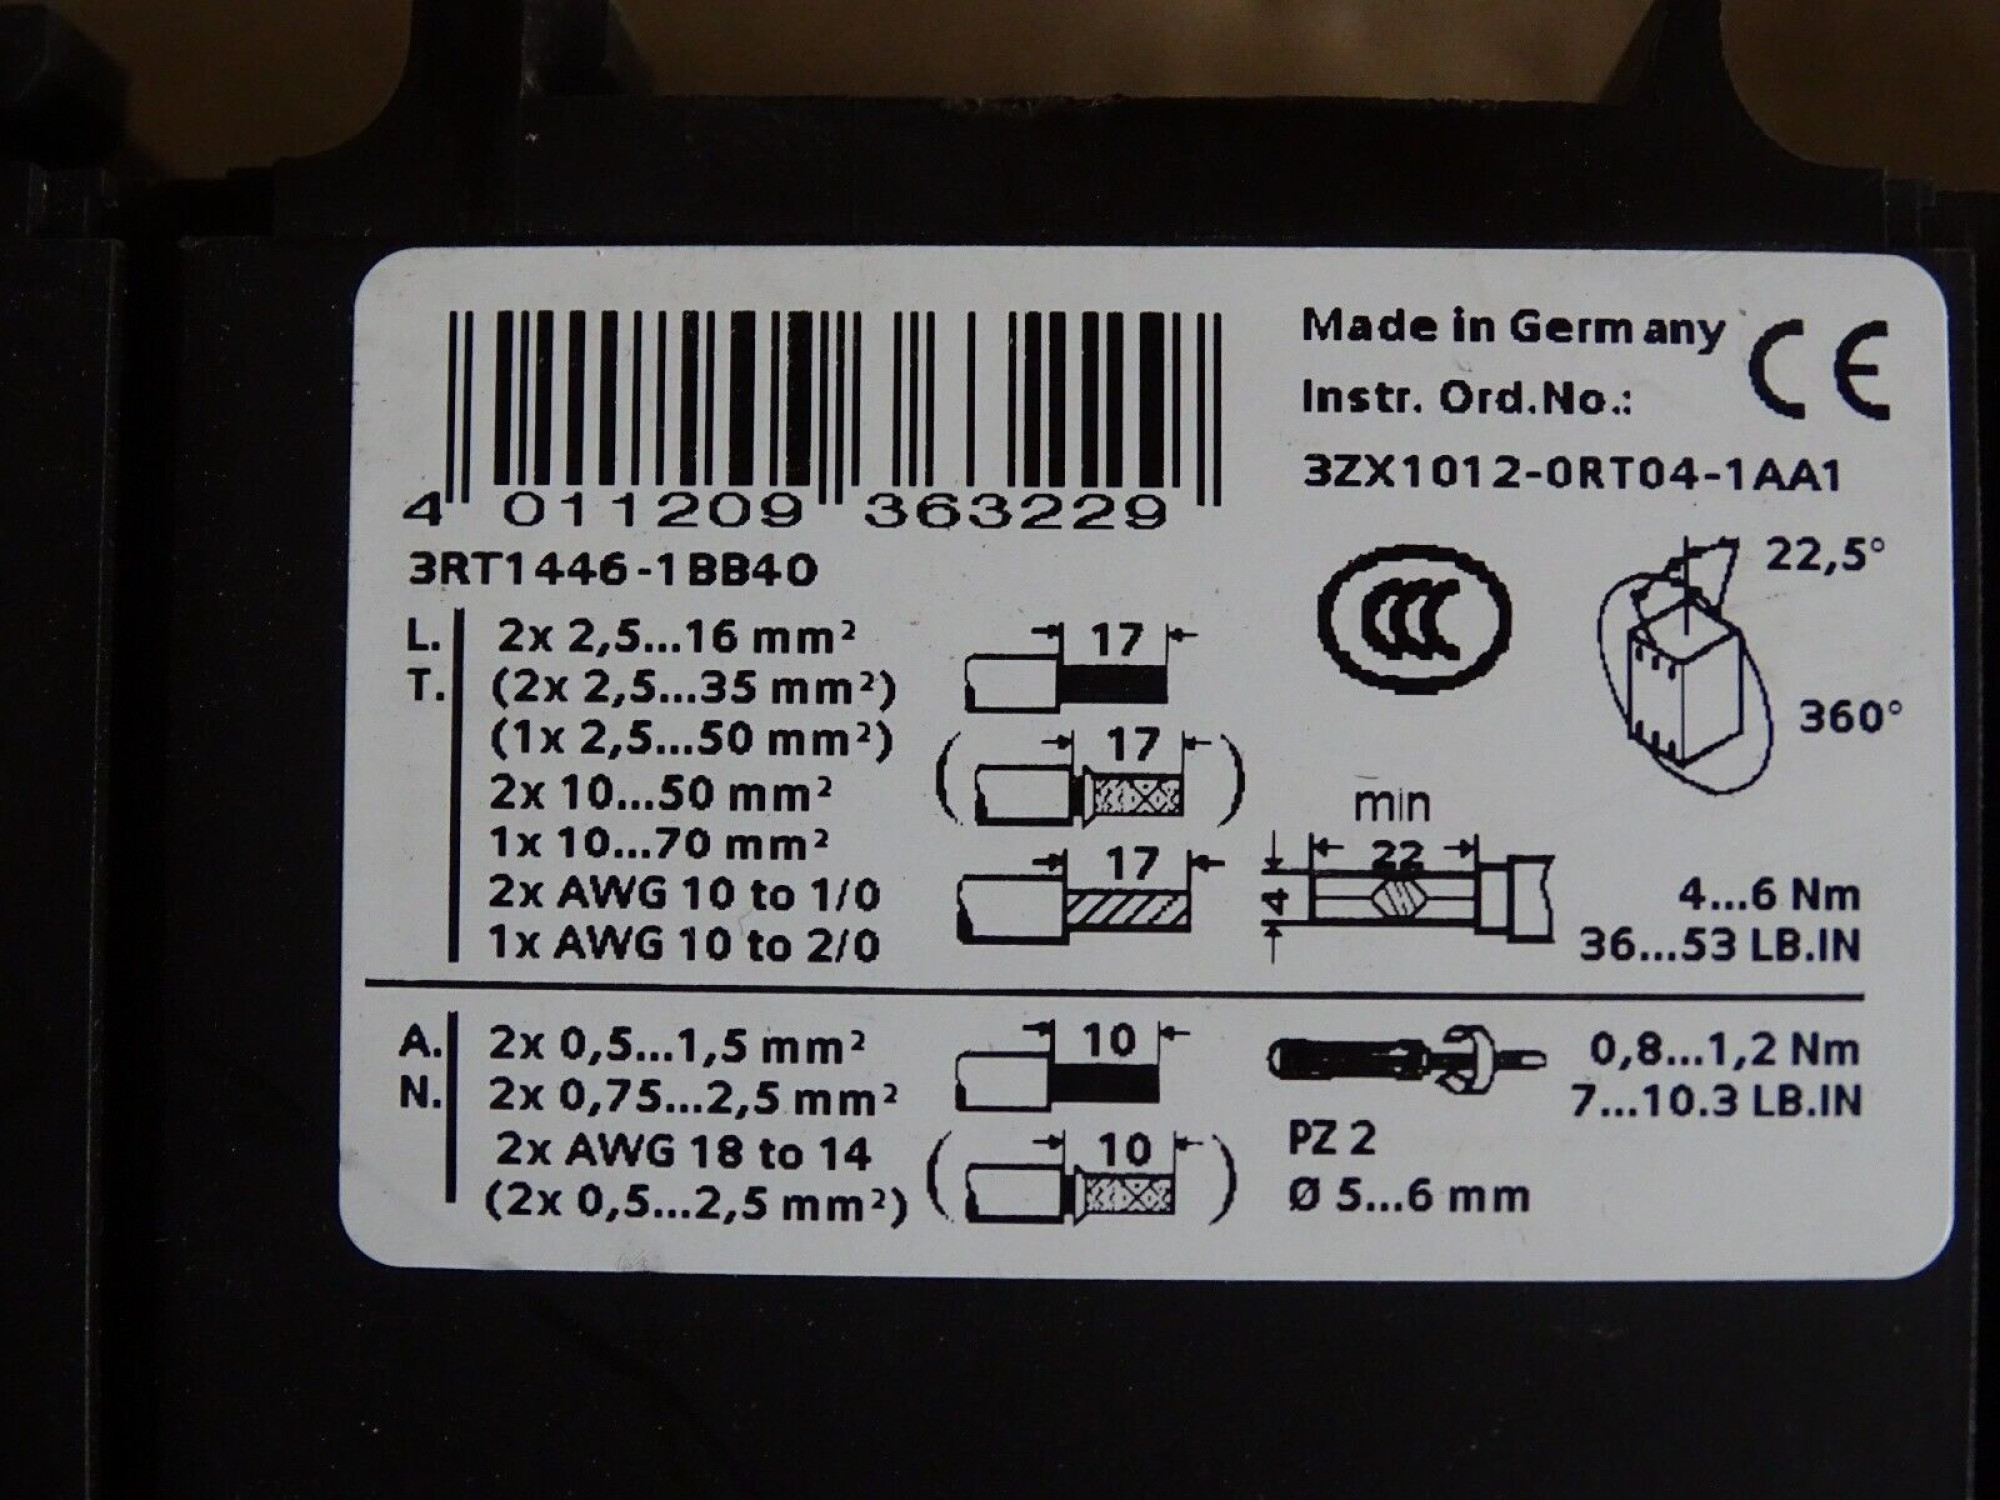 Made in Germany CE
Instr. Ord.No.:
3ZX1012-0RT04-1AA1
4 011209 363229
3RT1446-1BB40
CCC
22,5°
360°
L.
T.
2x 2,5...16 mm²
(2x 2,5...35 mm²)
(1x 2,5...50 mm²)
2x 10...50 mm²
1x 10...70 mm²
2x AWG 10 to 1/0
1x AWG 10 to 2/0
17
( 17 )
17
min
22
4
4...6 Nm
36...53 LB.IN
A.
N.
2x 0,5...1,5 mm²
2x 0,75...2,5 mm²
2x AWG 18 to 14
(2x 0,5...2,5 mm²)
10
( 10 )
0,8...1,2 Nm
7...10.3 LB.IN
PZ 2
Ø 5...6 mm